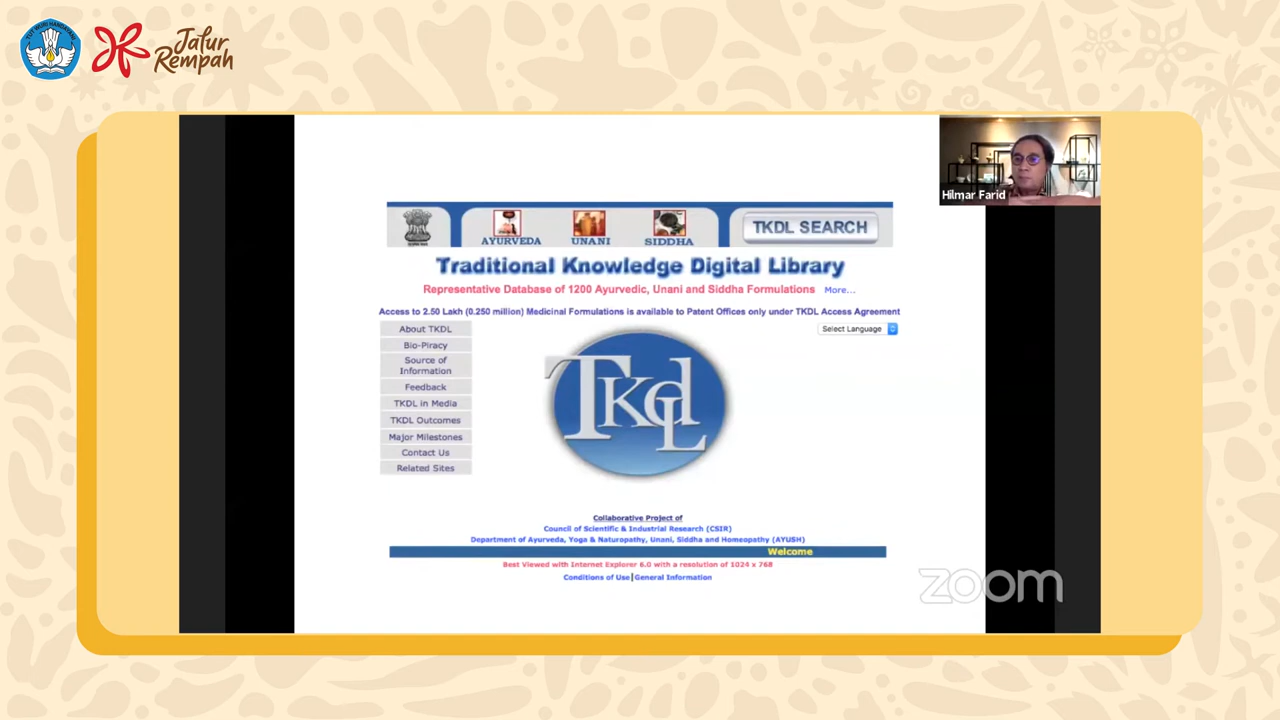 TUT WURI HANDAYANI
Jalur
Rempah
Hilmar Farid
AYURVEDA
UNANI
SIDDHA
TKDL SEARCH
Traditional Knowledge Digital Library
Representative Database of 1200 Ayurvedic, Unani and Siddha Formulations More...
Access to 2.50 Lakh (0.250 million) Medicinal Formulations is available to Patent Offices only under TKDL Access Agreement
Select Language
About TKDL
Bio-Piracy
Source of
Information
Feedback
TKDL in Media
TKDL Outcomes
Major Milestones
Contact Us
Related Sites
TKdL
Collaborative Project of
Council of Scientific & Industrial Research (CSIR)
Department of Ayurveda, Yoga & Naturopathy, Unani, Siddha and Homeopathy (AYUSH)
Welcome
Best Viewed with Internet Explorer 6.0 with a resolution of 1024 x 768
Conditions of Use|General Information
zoom